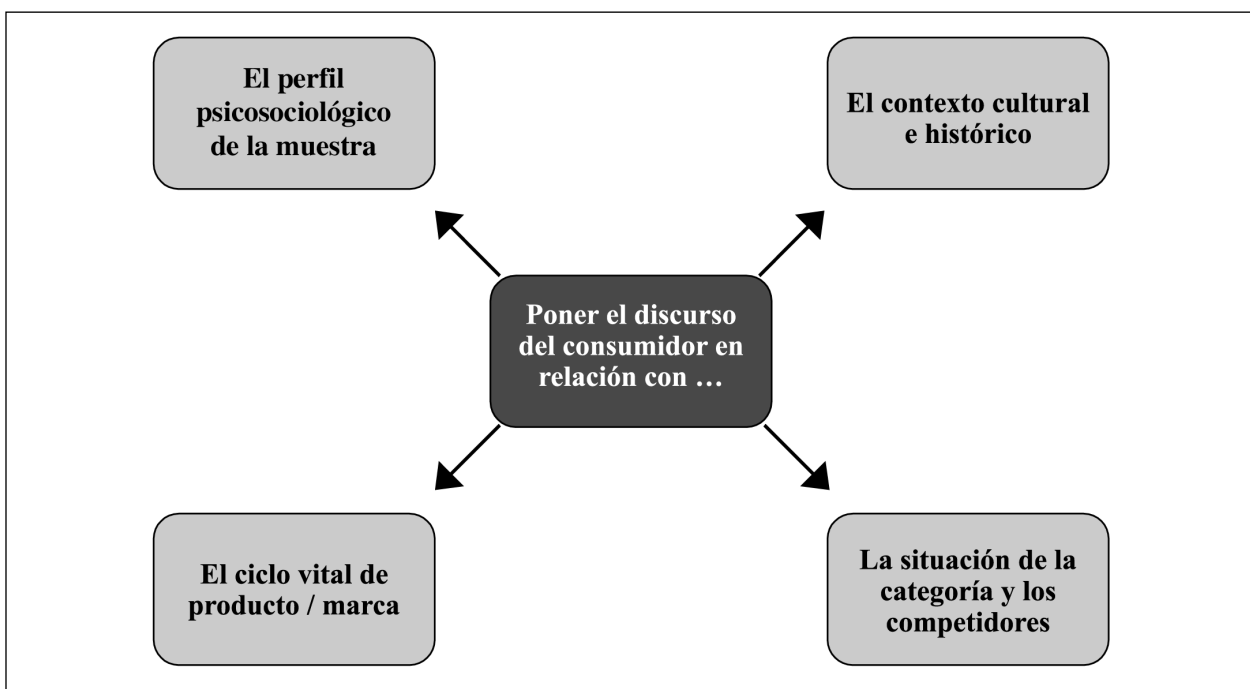 El perfil
psicosociológico
de la muestra
El contexto cultural
e histórico
Poner el discurso
del consumidor en
relación con …
El ciclo vital de
producto / marca
La situación de la
categoría y los
competidores